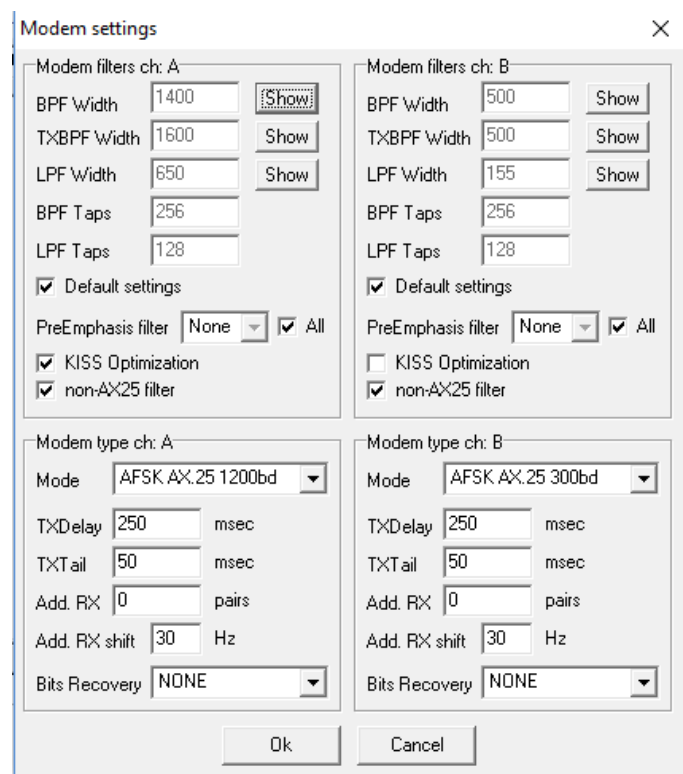 Modem settings
Modem filters ch: A
BPF Width 1400 Show
TXBPF Width 1600 Show
LPF Width 650 Show
BPF Taps 256
LPF Taps 128
Default settings
PreEmphasis filter None All
KISS Optimization
non-AX25 filter
Modem filters ch: B
BPF Width 500 Show
TXBPF Width 500 Show
LPF Width 155 Show
BPF Taps 256
LPF Taps 128
Default settings
PreEmphasis filter None All
KISS Optimization
non-AX25 filter
Modem type ch: A
Mode AFSK AX.25 1200bd
TXDelay 250 msec
TXTail 50 msec
Add. RX 0 pairs
Add. RX shift 30 Hz
Bits Recovery NONE
Modem type ch: B
Mode AFSK AX.25 300bd
TXDelay 250 msec
TXTail 50 msec
Add. RX 0 pairs
Add. RX shift 30 Hz
Bits Recovery NONE
Ok Cancel